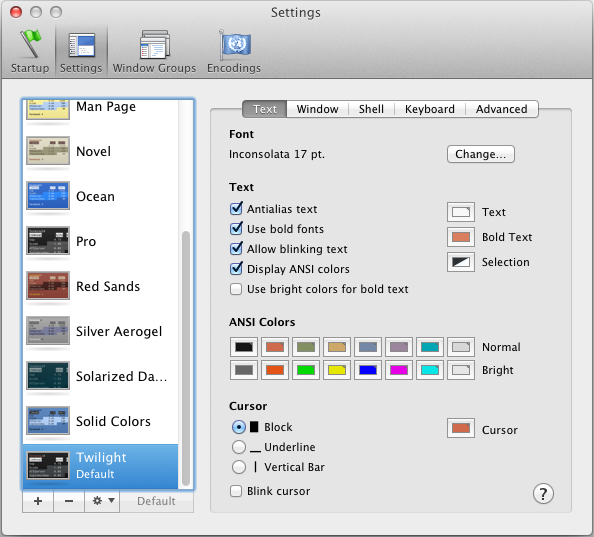 Settings
Startup
Settings
Window Groups
Encodings
Man Page
Novel
Ocean
Pro
Red Sands
Silver Aerogel
Solarized Da...
Solid Colors
Twilight
Default
Default
Text
Window
Shell
Keyboard
Advanced
Font
Inconsolata 17 pt.
Change...
Text
Antialias text
Use bold fonts
Allow blinking text
Display ANSI colors
Use bright colors for bold text
Text
Bold Text
Selection
ANSI Colors
Normal
Bright
Cursor
Block
Underline
Vertical Bar
Blink cursor
Cursor
?